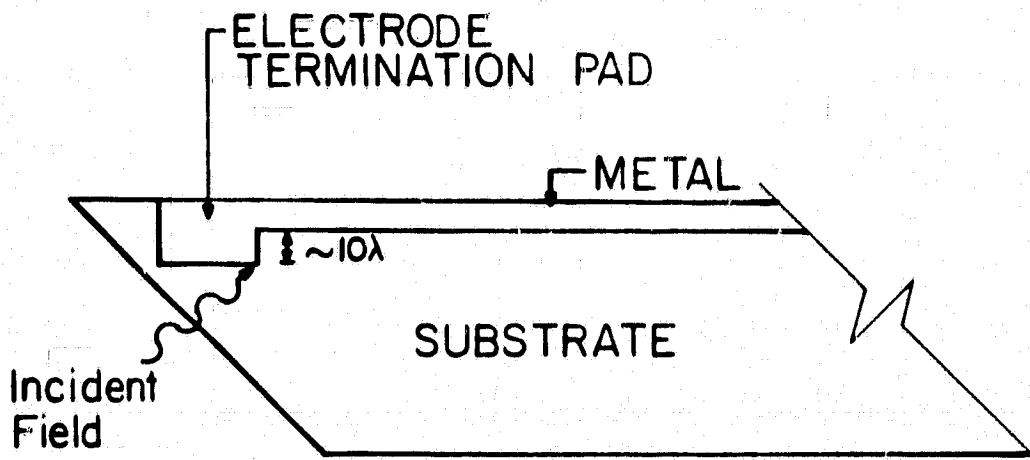 ELECTRODE
TERMINATION PAD
METAL
~10λ
SUBSTRATE
Incident
Field